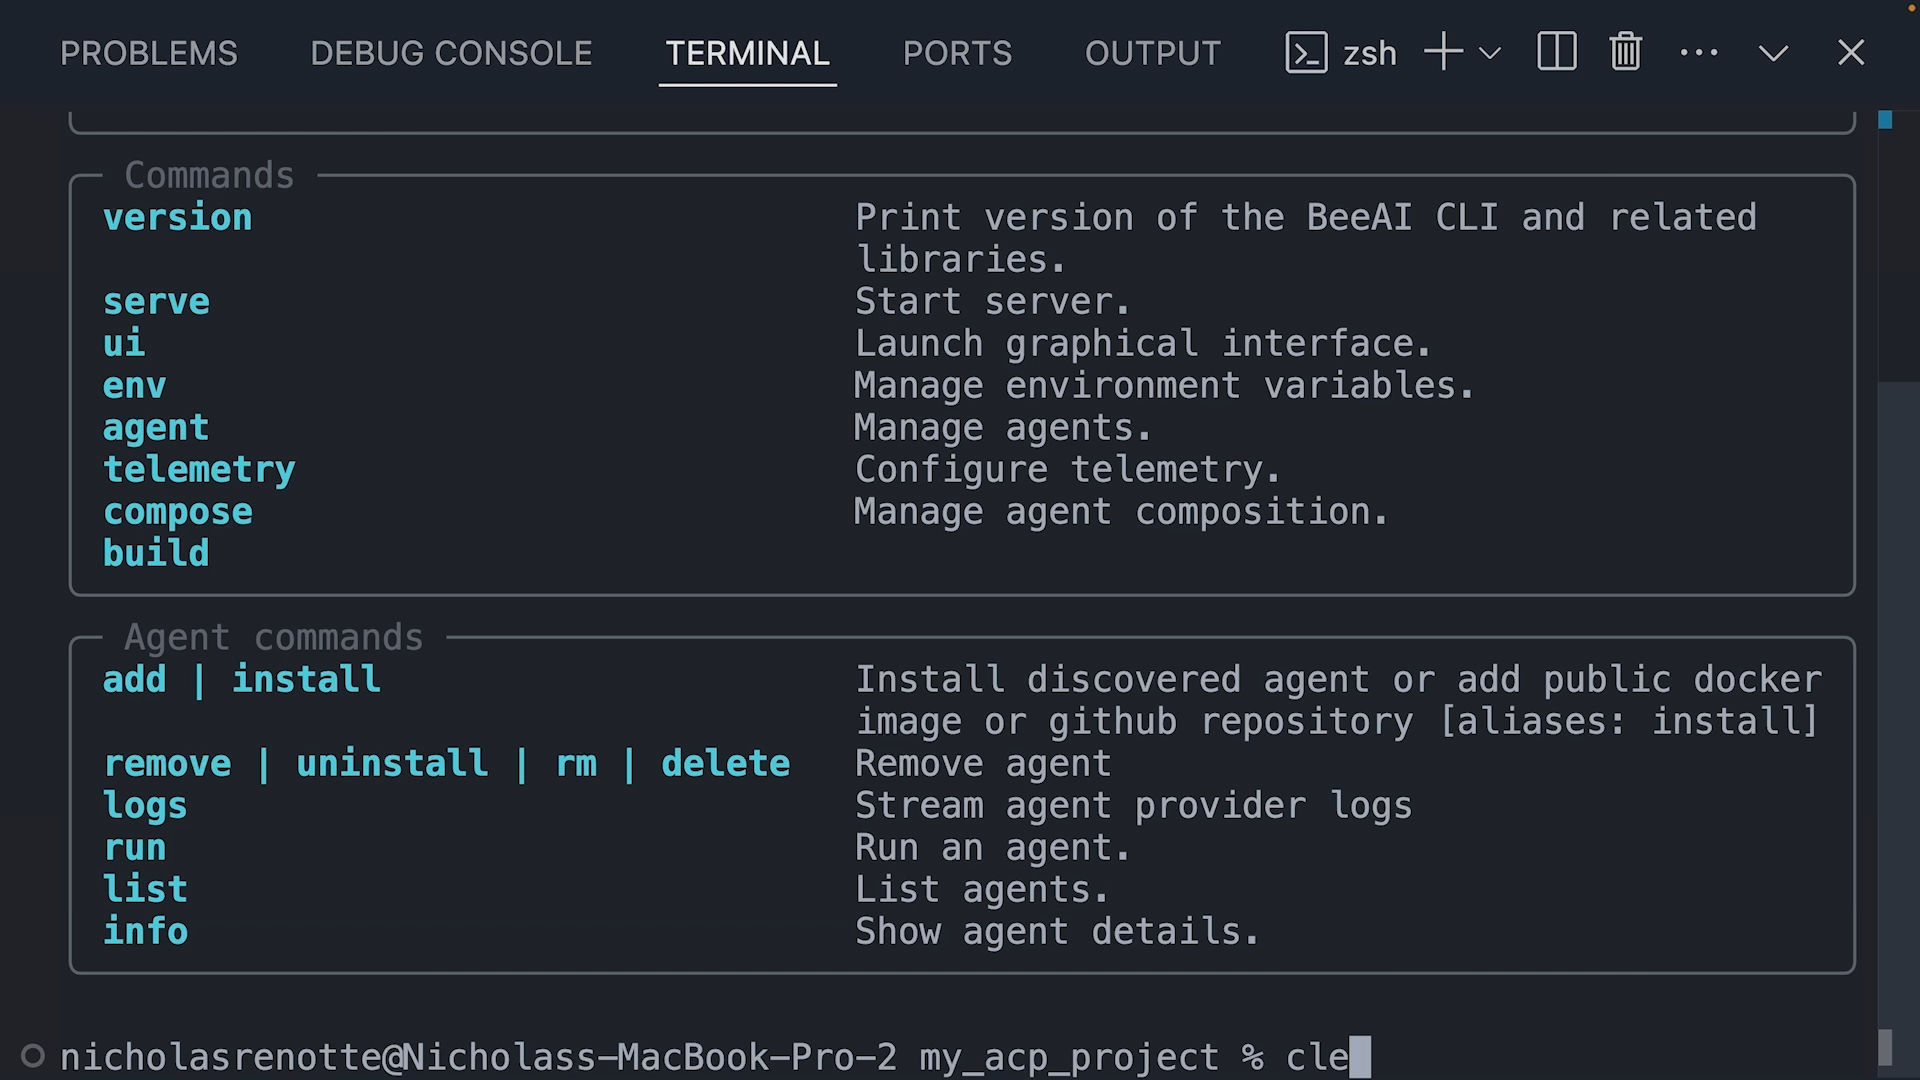 PROBLEMS DEBUG CONSOLE TERMINAL PORTS OUTPUT zsh
Commands
version Print version of the BeeAI CLI and related
libraries.
serve Start server.
ui Launch graphical interface.
env Manage environment variables.
agent Manage agents.
telemetry Configure telemetry.
compose Manage agent composition.
build
Agent commands
add | install Install discovered agent or add public docker
image or github repository [aliases: install]
remove | uninstall | rm | delete Remove agent
logs Stream agent provider logs
run Run an agent.
list List agents.
info Show agent details.
nicholasrenotte@Nicholass-MacBook-Pro-2 my_acp_project % cle